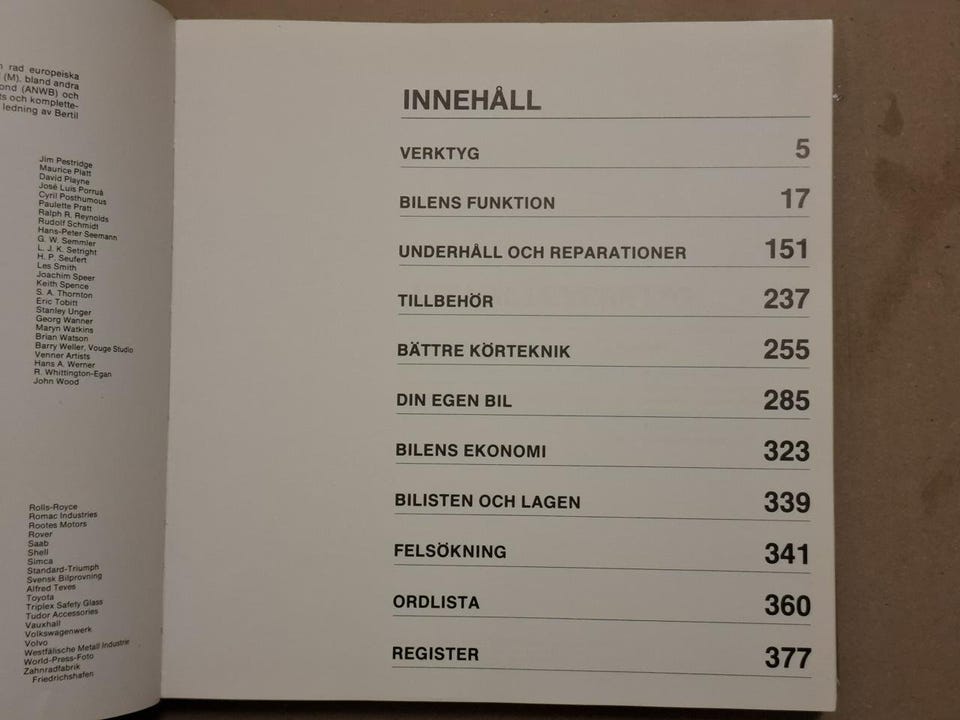 rad europeiska
(M), bland andra
ond (ANWB) och
ts och komplette-
ledning av Bertil
Jim Pestridge
Maurice Platt
David Playne
José Luis Porruá
Cyril Posthumous
Paulette Pratt
Ralph R. Reynolds
Rudolf Schmidt
Hans-Peter Seemann
G. W. Semmler
L. J. K. Setright
H. P. Seufert
Les Smith
Joachim Speer
Keith Spence
S. A. Thornton
Eric Tobitt
Stanley Unger
Georg Wanner
Maryn Watkins
Brian Watson
Barry Weller, Vouge Studio
Venner Artists
Hans A. Werner
R. Whittington-Egan
John Wood
Rolls-Royce
Romac Industries
Rootes Motors
Rover
Saab
Shell
Simca
Standard-Triumph
Svensk Bilprovning
Alfred Teves
Toyota
Triplex Safety Glass
Tudor Accessories
Vauxhall
Volkswagenwerk
Volvo
Westfälische Metall Industrie
World-Press-Foto
Zahnradfabrik
Friedrichshafen
INNEHÅLL
VERKTYG 5
BILENS FUNKTION 17
UNDERHÅLL OCH REPARATIONER 151
TILLBEHÖR 237
BÄTTRE KÖRTEKNIK 255
DIN EGEN BIL 285
BILENS EKONOMI 323
BILISTEN OCH LAGEN 339
FELSÖKNING 341
ORDLISTA 360
REGISTER 377